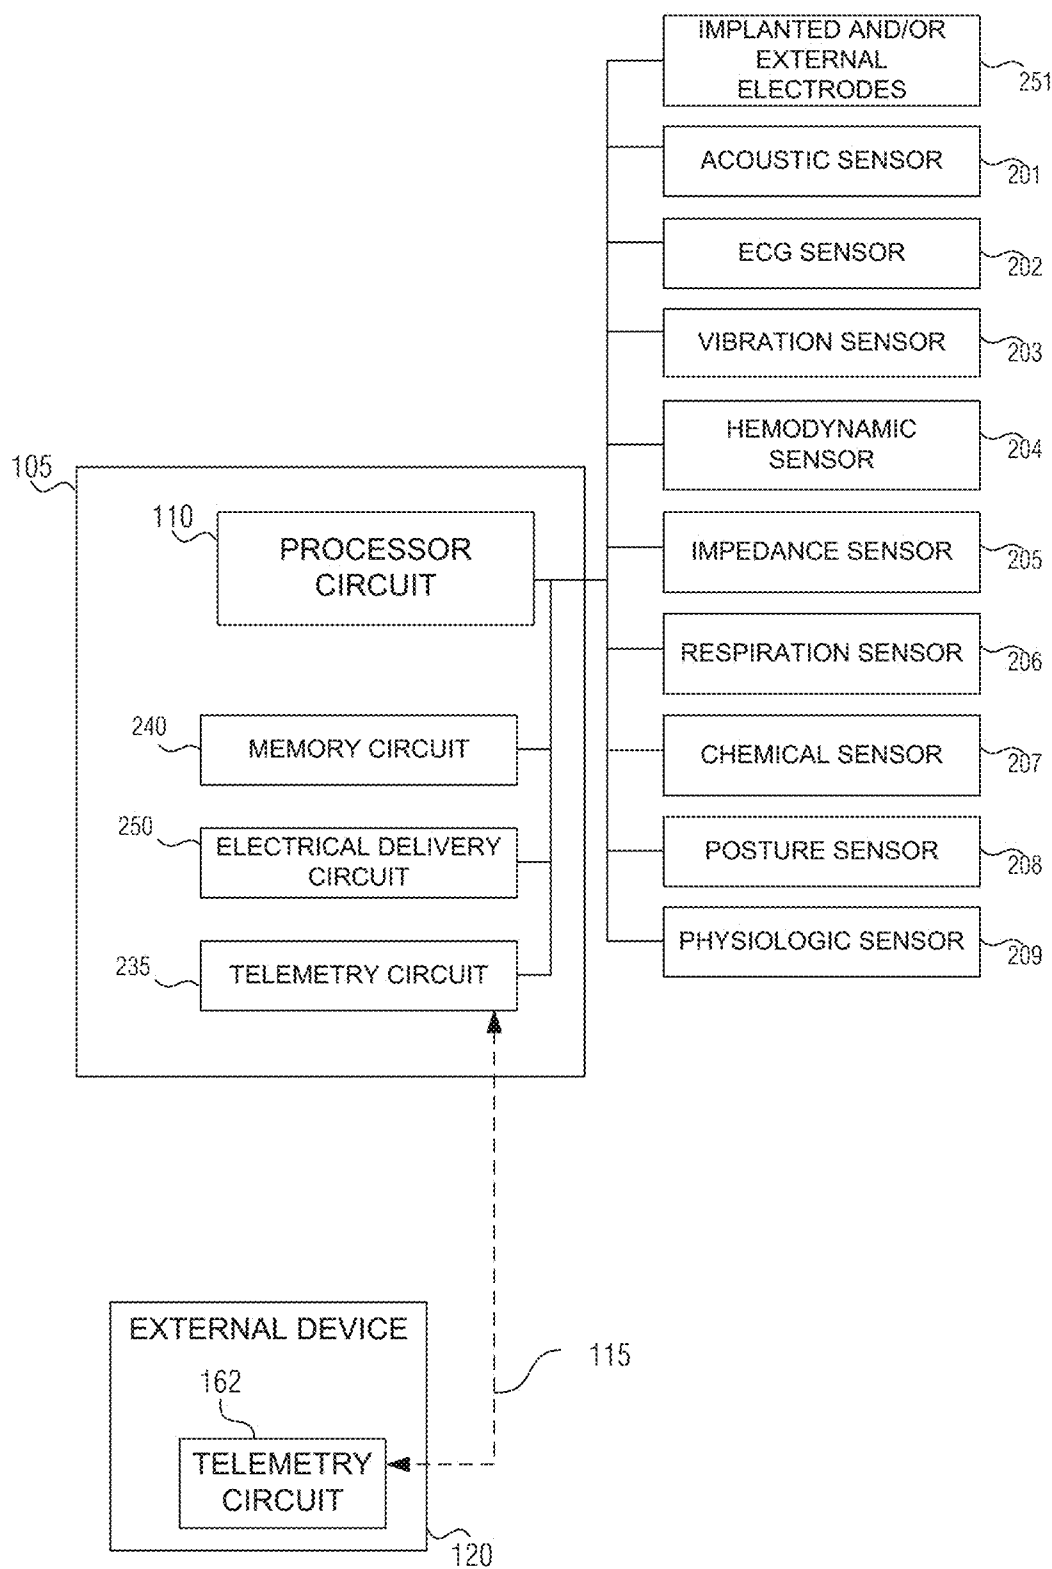 IMPLANTED AND/OR
EXTERNAL
ELECTRODES
251
ACOUSTIC SENSOR
201
ECG SENSOR
202
VIBRATION SENSOR
203
HEMODYNAMIC
SENSOR
204
105
110
PROCESSOR
CIRCUIT
IMPEDANCE SENSOR
205
RESPIRATION SENSOR
206
240
MEMORY CIRCUIT
CHEMICAL SENSOR
207
250
ELECTRICAL DELIVERY
CIRCUIT
POSTURE SENSOR
208
235
TELEMETRY CIRCUIT
PHYSIOLOGIC SENSOR
209
EXTERNAL DEVICE
115
162
TELEMETRY
CIRCUIT
120